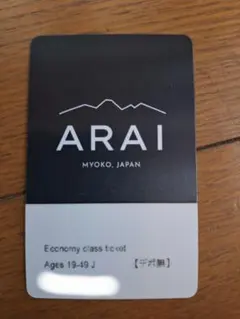 ARAI
MYOKO, JAPAN
Economy class ticket
Ages 19-49 J 【デポ無】